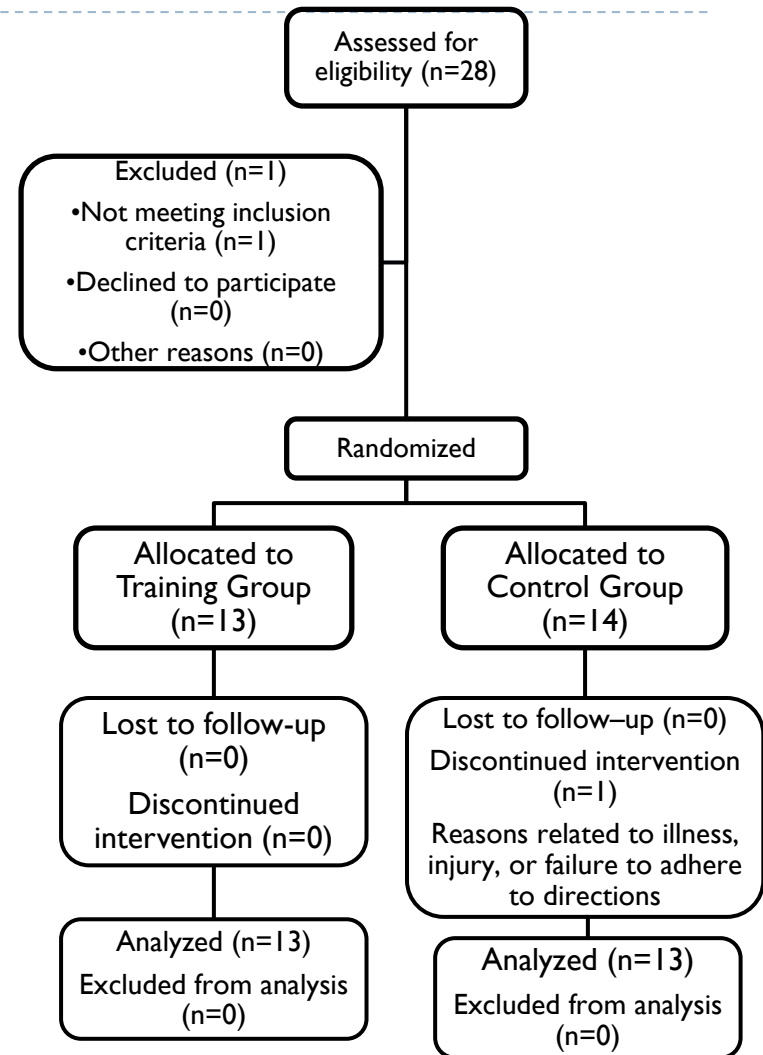 Assessed for
eligibility (n=28)
Excluded (n=1)
•Not meeting inclusion
criteria (n=1)
•Declined to participate
(n=0)
•Other reasons (n=0)
Randomized
Allocated to
Training Group
(n=13)
Allocated to
Control Group
(n=14)
Lost to follow-up
(n=0)
Discontinued
intervention (n=0)
Lost to follow–up (n=0)
Discontinued intervention
(n=1)
Reasons related to illness,
injury, or failure to adhere
to directions
Analyzed (n=13)
Excluded from analysis
(n=0)
Analyzed (n=13)
Excluded from analysis
(n=0)